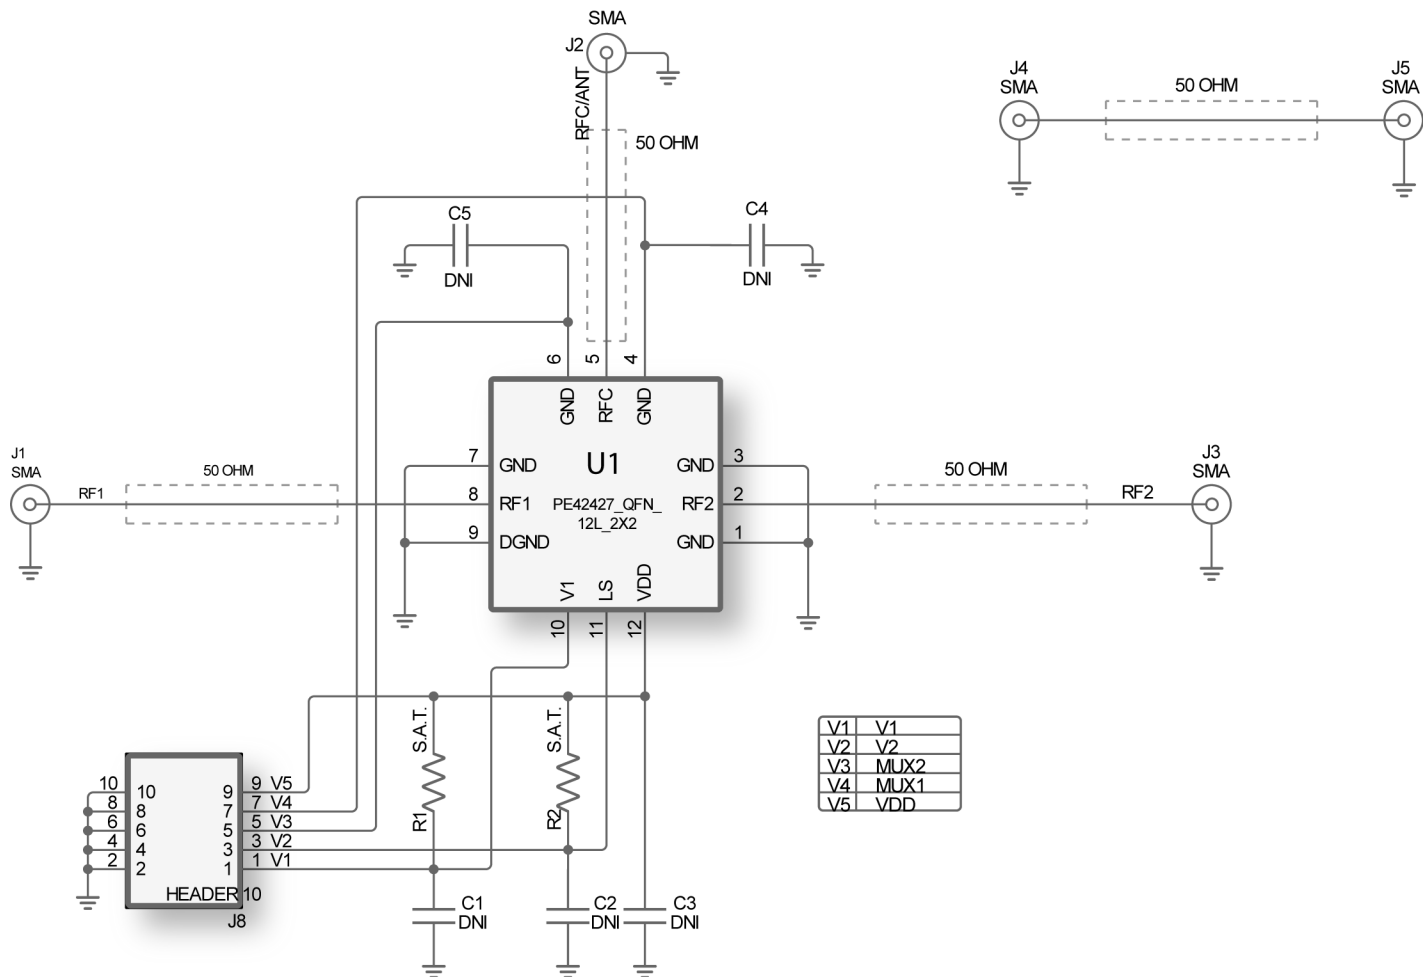 SMA
J2
RFC/ANT
50 OHM
J4
SMA
50 OHM
J5
SMA
C5
DNI
C4
DNI
6
5
4
GND
RFC
GND
J1
SMA
RF1
50 OHM
7
8
9
GND
RF1
DGND
U1
PE42427_QFN_
12L_2X2
GND
RF2
GND
3
2
1
50 OHM
RF2
J3
SMA
V1
LS
VDD
10
11
12
S.A.T.
R1
S.A.T.
R2
10 10 9 9 V5
8 8 7 7 V4
6 6 5 5 V3
4 4 3 3 V2
2 2 1 1 V1
HEADER 10
J8
C1
DNI
C2
DNI
C3
DNI
V1 V1
V2 V2
V3 MUX2
V4 MUX1
V5 VDD